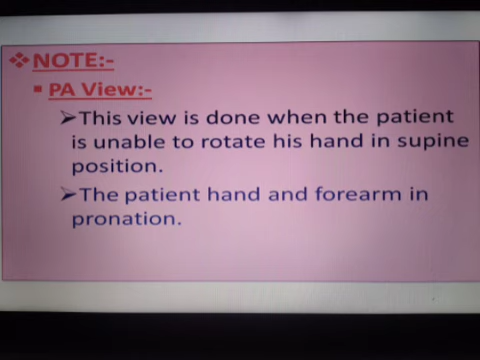 NOTE:-
PA View:-
This view is done when the patient
is unable to rotate his hand in supine
position.
The patient hand and forearm in
pronation.